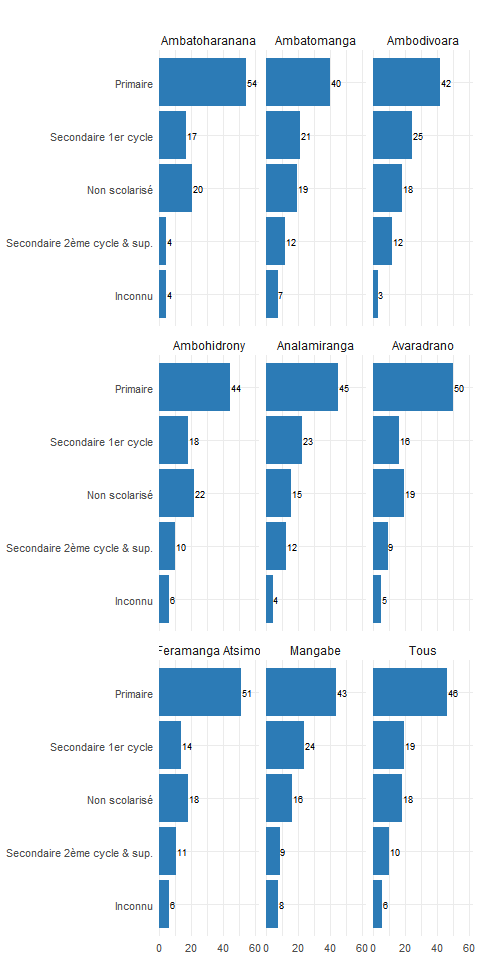 Ambatoharanana Ambatomanga Ambodivoara
Primaire 54 40 42
Secondaire 1er cycle 17 21 25
Non scolarisé 20 19 18
Secondaire 2ème cycle & sup. 4 12 12
Inconnu 4 7 3
Ambohidrony Analamiranga Avaradrano
Primaire 44 45 50
Secondaire 1er cycle 18 23 16
Non scolarisé 22 15 19
Secondaire 2ème cycle & sup. 10 12 9
Inconnu 6 4 5
Feramanga Atsimo Mangabe Tous
Primaire 51 43 46
Secondaire 1er cycle 14 24 19
Non scolarisé 18 16 18
Secondaire 2ème cycle & sup. 11 9 10
Inconnu 6 8 6
0 20 40 60 0 20 40 60 0 20 40 60